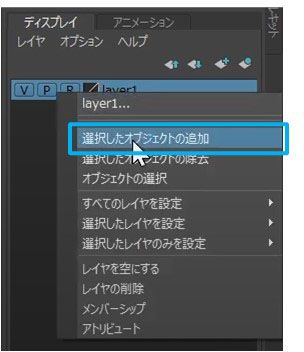 ディスプレイ アニメーション
レイヤ オプション ヘルプ
V P R layer1
layer1...
選択したオブジェクトの追加
選択したオブジェクトの除去
オブジェクトの選択
すべてのレイヤを設定
選択したレイヤを設定
選択したレイヤのみを設定
レイヤを空にする
レイヤの削除
メンバーシップ
アトリビュート